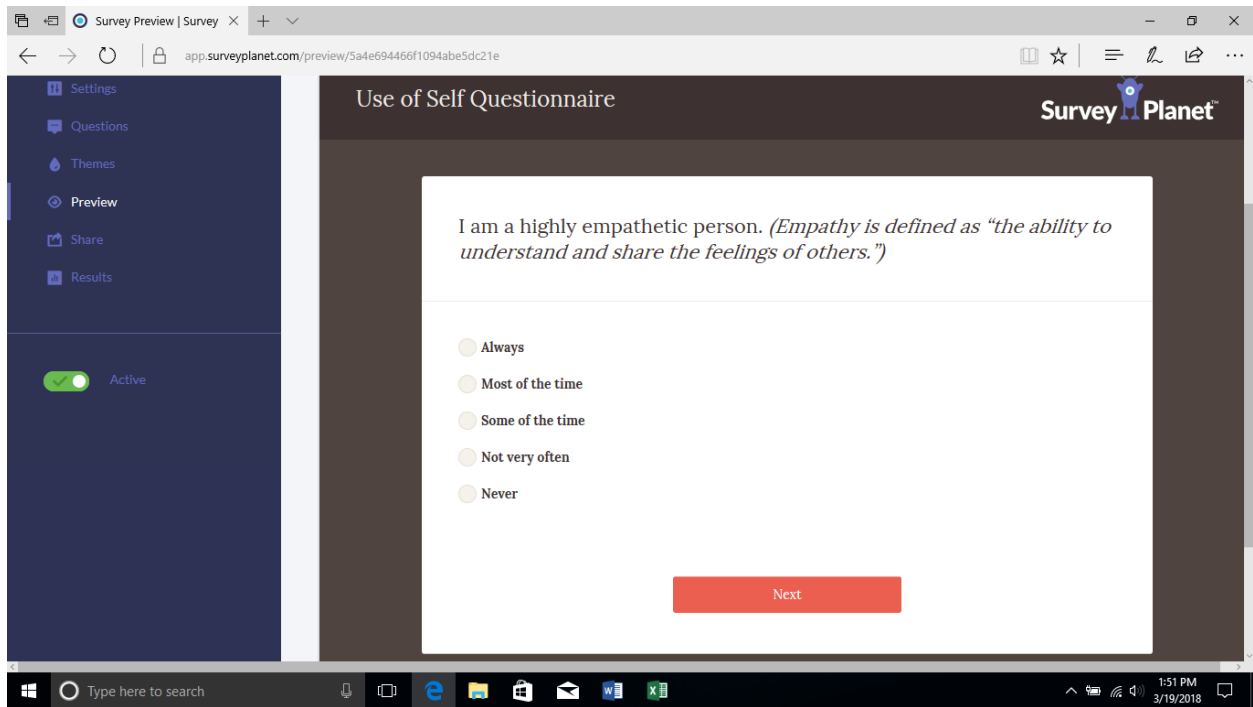 Survey Preview | Survey
app.surveyplanet.com/preview/5a4e694466f1094abe5dc21e
Settings
Questions
Themes
Preview
Share
Results
Active
Use of Self Questionnaire
Survey Planet™
I am a highly empathetic person. (Empathy is defined as “the ability to
understand and share the feelings of others.”)
Always
Most of the time
Some of the time
Not very often
Never
Next
Type here to search
1:51 PM
3/19/2018